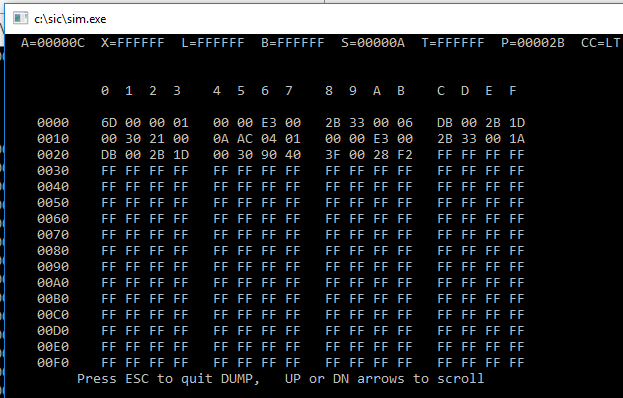 c:\sic\sim.exe
A=00000C X=FFFFFF L=FFFFFF B=FFFFFF S=00000A T=FFFFFF P=00002B CC=LT
0 1 2 3 4 5 6 7 8 9 A B C D E F
0000 6D 00 00 01 00 00 E3 00 2B 33 00 06 DB 00 2B 1D
0010 00 30 21 00 0A AC 04 01 00 00 E3 00 2B 33 00 1A
0020 DB 00 2B 1D 00 30 90 40 3F 00 28 F2 FF FF FF FF
0030 FF FF FF FF FF FF FF FF FF FF FF FF FF FF FF FF
0040 FF FF FF FF FF FF FF FF FF FF FF FF FF FF FF FF
0050 FF FF FF FF FF FF FF FF FF FF FF FF FF FF FF FF
0060 FF FF FF FF FF FF FF FF FF FF FF FF FF FF FF FF
0070 FF FF FF FF FF FF FF FF FF FF FF FF FF FF FF FF
0080 FF FF FF FF FF FF FF FF FF FF FF FF FF FF FF FF
0090 FF FF FF FF FF FF FF FF FF FF FF FF FF FF FF FF
00A0 FF FF FF FF FF FF FF FF FF FF FF FF FF FF FF FF
00B0 FF FF FF FF FF FF FF FF FF FF FF FF FF FF FF FF
00C0 FF FF FF FF FF FF FF FF FF FF FF FF FF FF FF FF
00D0 FF FF FF FF FF FF FF FF FF FF FF FF FF FF FF FF
00E0 FF FF FF FF FF FF FF FF FF FF FF FF FF FF FF FF
00F0 FF FF FF FF FF FF FF FF FF FF FF FF FF FF FF FF
Press ESC to quit DUMP, UP or DN arrows to scroll